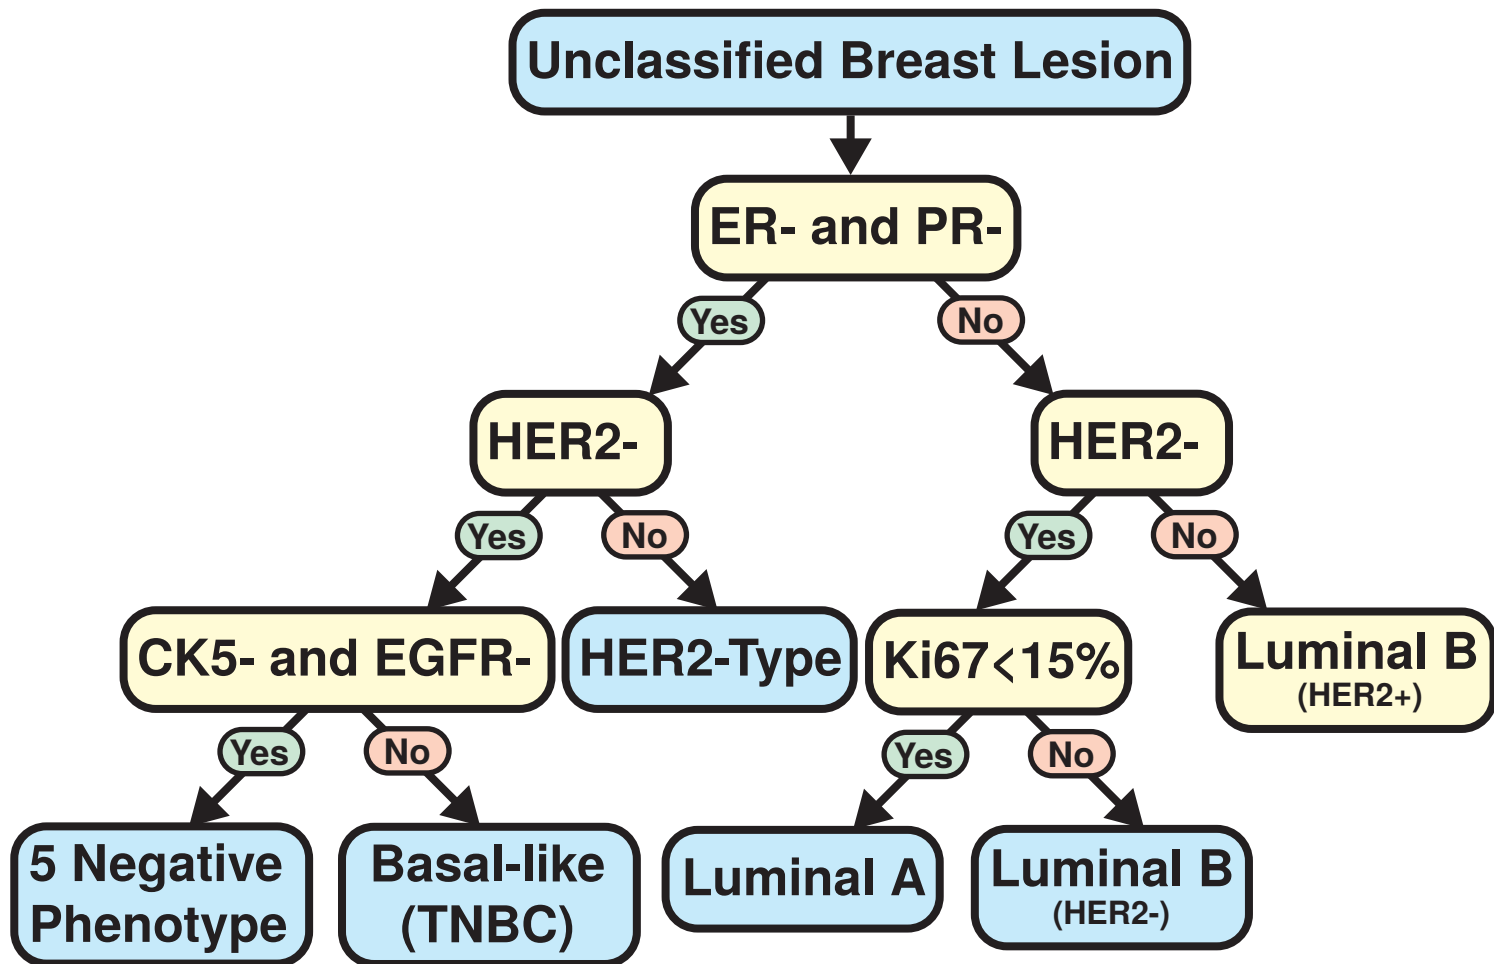 Unclassified Breast Lesion
ER- and PR-
Yes
No
HER2-
HER2-
Yes
No
Yes
No
CK5- and EGFR-
HER2-Type
Ki67<15%
Luminal B
(HER2+)
Yes
No
Yes
No
5 Negative
Phenotype
Basal-like
(TNBC)
Luminal A
Luminal B
(HER2-)